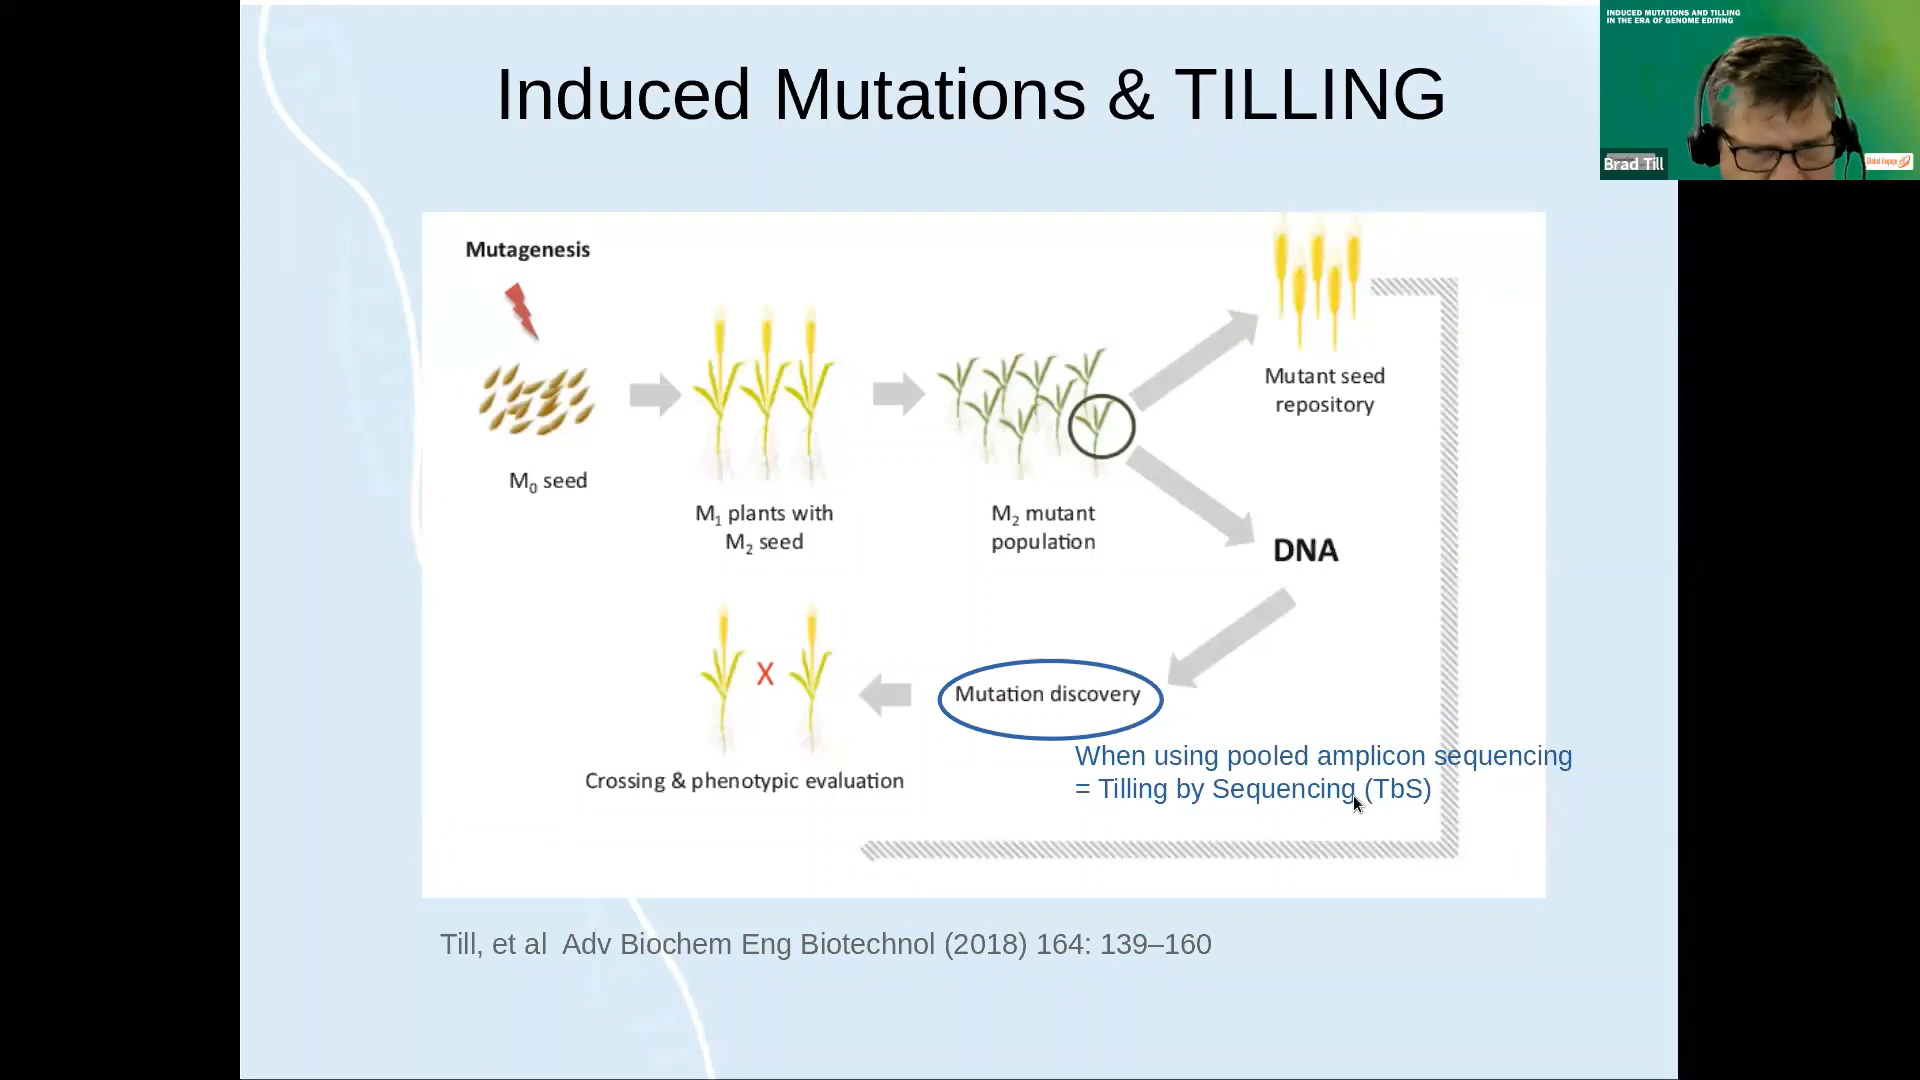 Induced Mutations & TILLING
INDUCED MUTATIONS AND TILLING
IN THE ERA OF GENOME EDITING
Brad Till
Global Engage
Mutagenesis
M₀ seed
M₁ plants with
M₂ seed
M₂ mutant
population
Mutant seed
repository
DNA
Mutation discovery
When using pooled amplicon sequencing
= Tilling by Sequencing (TbS)
X
Crossing & phenotypic evaluation
Till, et al Adv Biochem Eng Biotechnol (2018) 164: 139–160